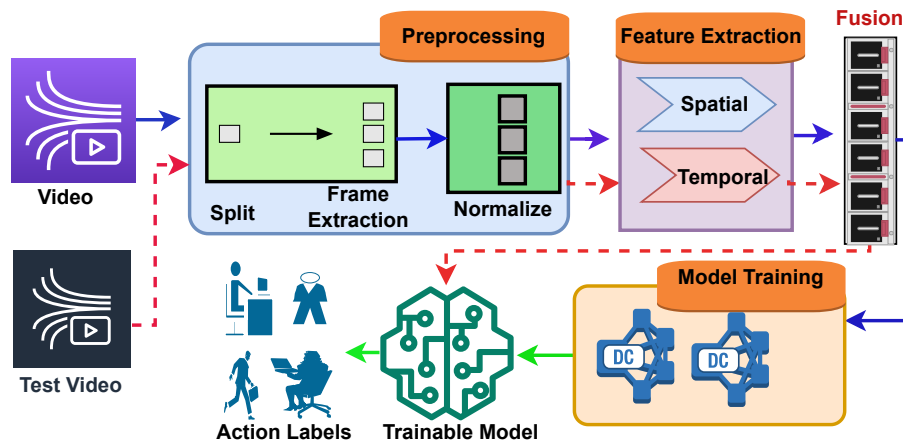 Preprocessing
Feature Extraction
Fusion
Video
Split
Frame
Extraction
Normalize
Spatial
Temporal
Test Video
Action Labels
Trainable Model
Model Training
DC
DC